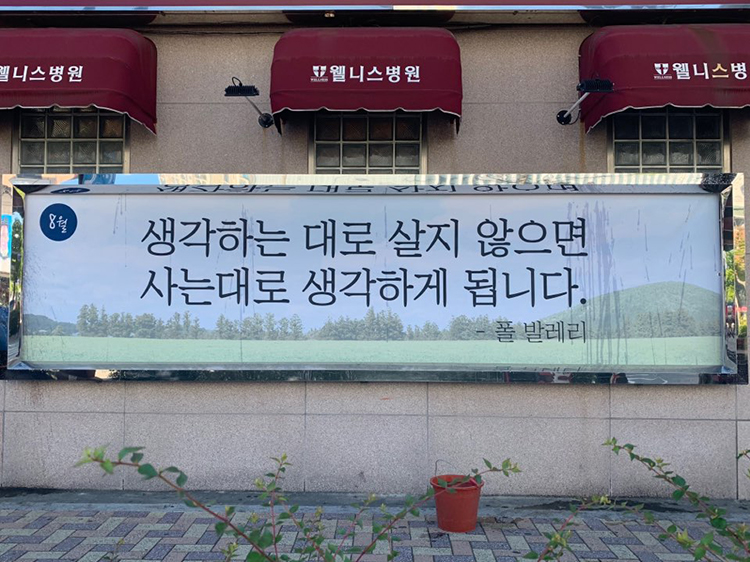 웰니스병원
웰니스병원
웰니스병
8월
생각하는 대로 살지 않으면
사는대로 생각하게 됩니다.
- 폴 발레리